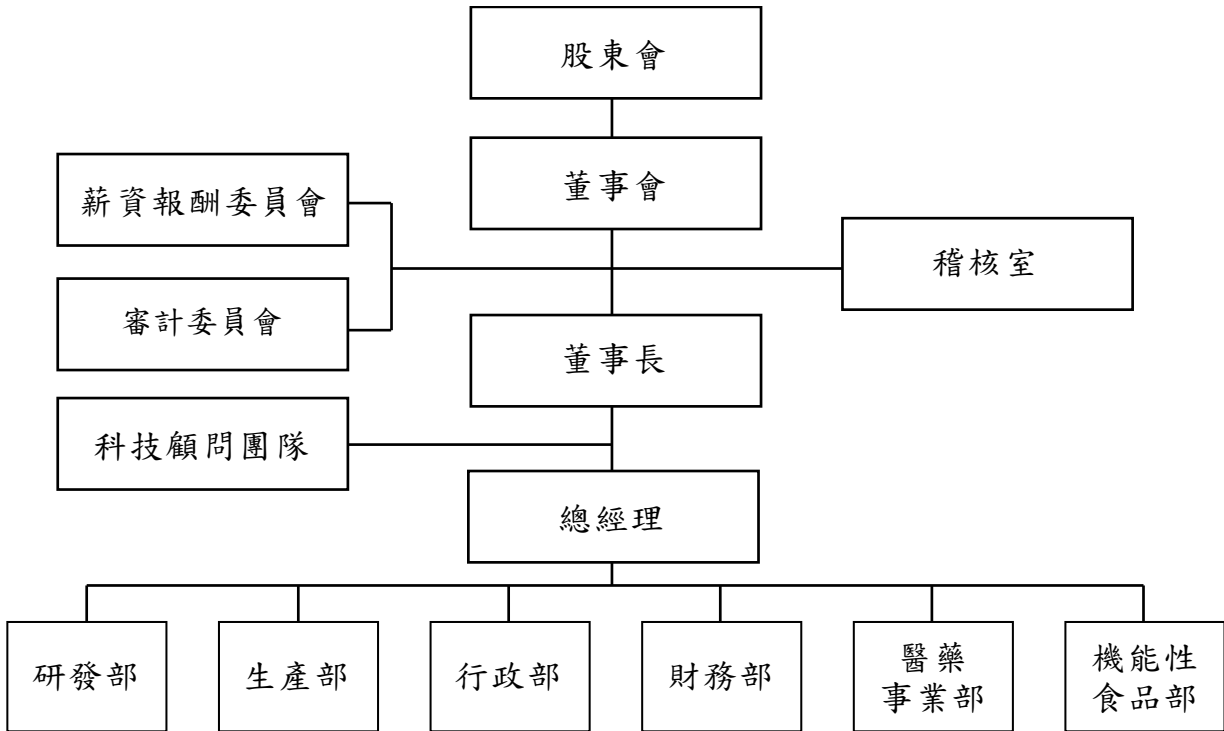 股東會
董事會
薪資報酬委員會
稽核室
審計委員會
董事長
科技顧問團隊
總經理
研發部
生產部
行政部
財務部
醫藥
事業部
機能性
食品部